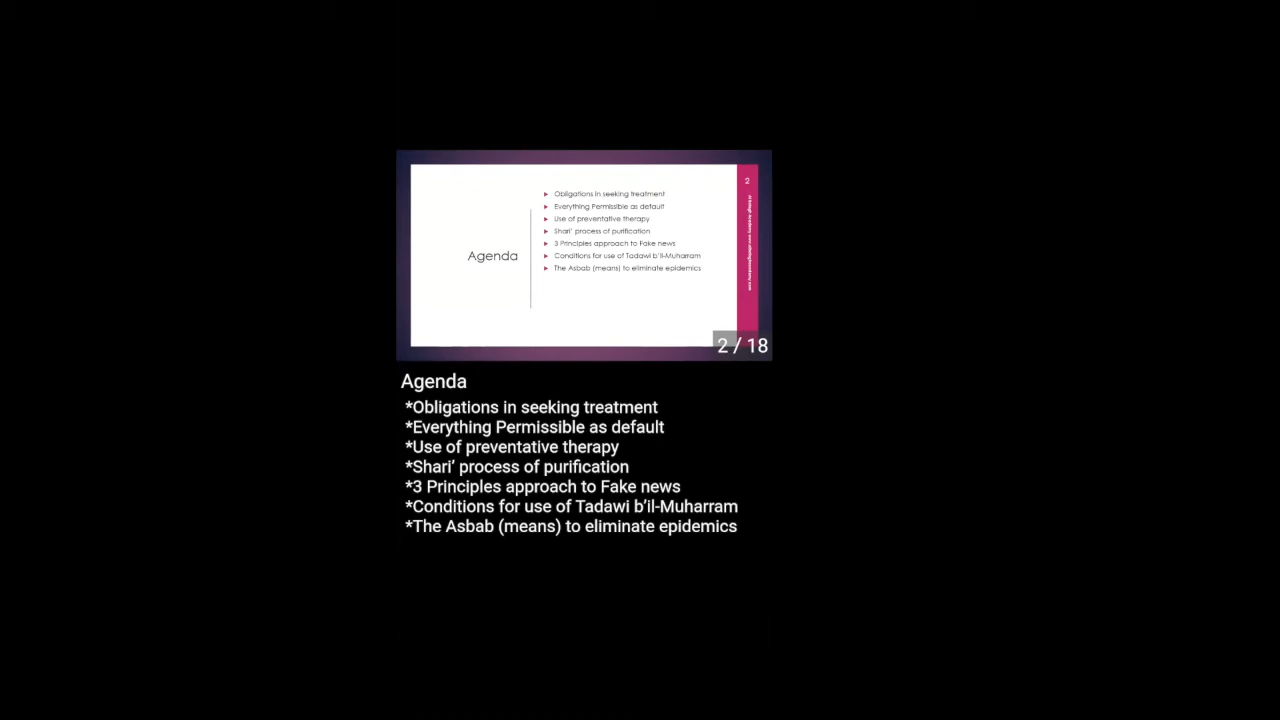 Agenda
Obligations in seeking treatment
Everything Permissible as default
Use of preventative therapy
Shari' process of purification
3 Principles approach to Fake news
Conditions for use of Tadawi b'il-Muharram
The Asbab (means) to eliminate epidemics
2
2 / 18
Agenda
*Obligations in seeking treatment
*Everything Permissible as default
*Use of preventative therapy
*Shari’ process of purification
*3 Principles approach to Fake news
*Conditions for use of Tadawi b’il-Muharram
*The Asbab (means) to eliminate epidemics